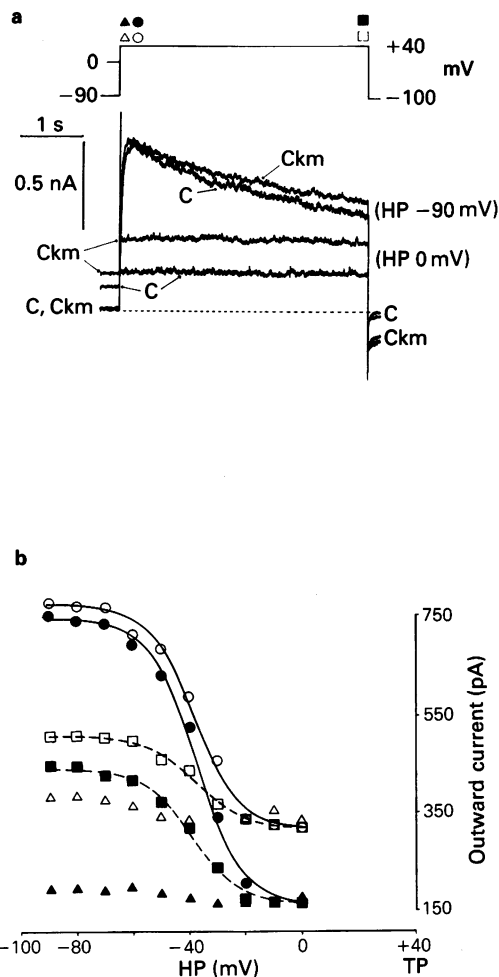 a
0
−90
+40
mV
−100
1 s
0.5 nA
Ckm
C
(HP −90 mV)
Ckm
(HP 0 mV)
C
C, Ckm
C
Ckm
b
750
550
350
150
Outward current (pA)
−100
−80
−40
0
+40
HP (mV)
TP